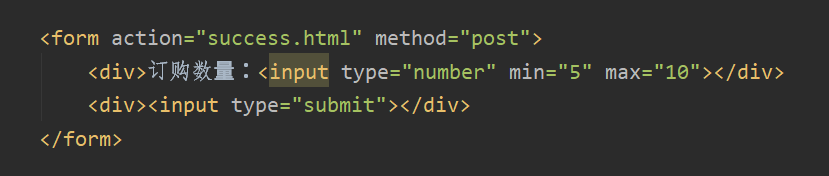 <form action="success.html" method="post">
<div>订购数量：<input type="number" min="5" max="10"></div>
<div><input type="submit"></div>
</form>